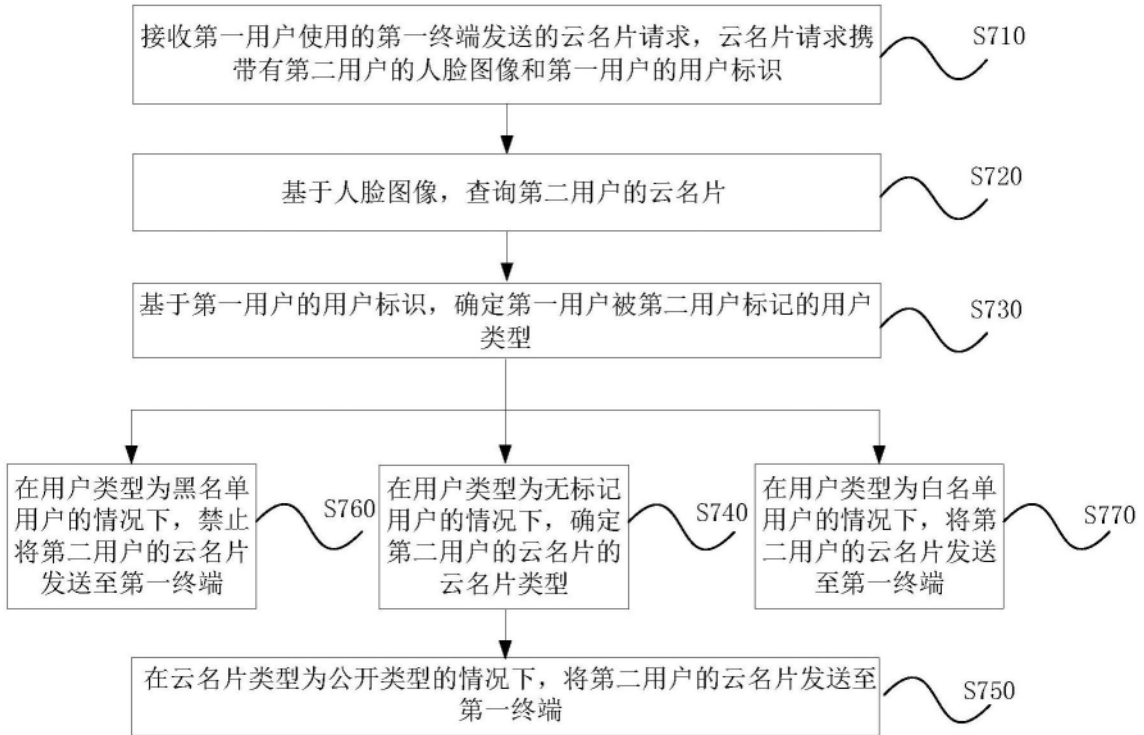 接收第一用户使用的第一终端发送的云名片请求，云名片请求携
带有第二用户的人脸图像和第一用户的用户标识
S710
基于人脸图像，查询第二用户的云名片
S720
基于第一用户的用户标识，确定第一用户被第二用户标记的用户
类型
S730
在用户类型为黑名单
用户的情况下，禁止
将第二用户的云名片
发送至第一终端
S760
在用户类型为无标记
用户的情况下，确定
第二用户的云名片的
云名片类型
S740
在用户类型为白名单
用户的情况下，将第
二用户的云名片发送
至第一终端
S770
在云名片类型为公开类型的情况下，将第二用户的云名片发送至
第一终端
S750